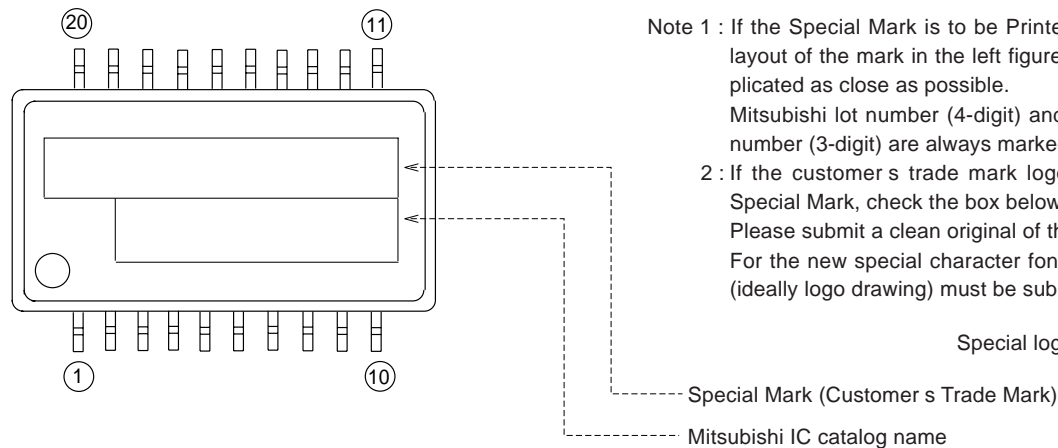 20
11
1
10
Note 1 : If the Special Mark is to be Printe
layout of the mark in the left figure
plicated as close as possible.
Mitsubishi lot number (4-digit) and
number (3-digit) are always marke
2 : If the customer s trade mark log
Special Mark, check the box below
Please submit a clean original of th
For the new special character fon
(ideally logo drawing) must be sub
Special log
Special Mark (Customer s Trade Mark)
Mitsubishi IC catalog name